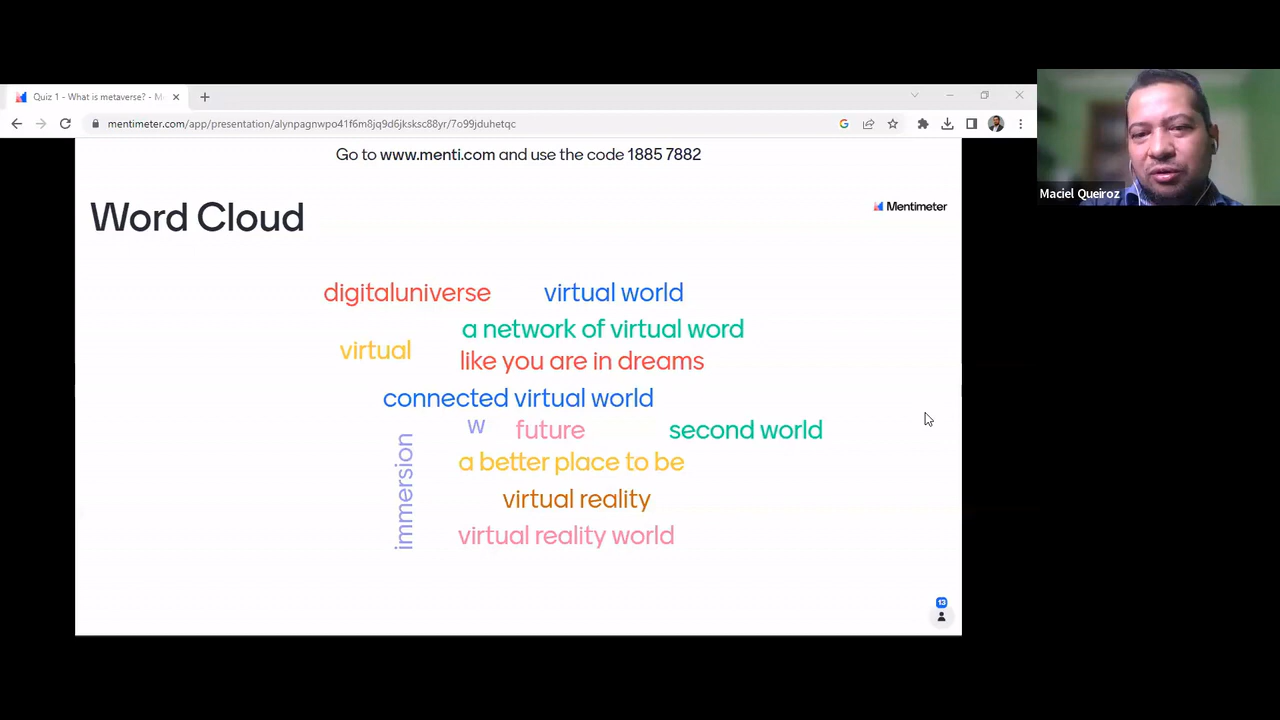 Quiz 1 - What is metaverse? - M
mentimeter.com/app/presentation/alynpagnwpo41f6m8jq9d6jksksc88yr/7o99jduhetqc
Go to www.menti.com and use the code 1885 7882
Word Cloud
Mentimeter
digitaluniverse
virtual world
a network of virtual word
virtual
like you are in dreams
connected virtual world
w
future
second world
immersion
a better place to be
virtual reality
virtual reality world
13
Maciel Queiroz